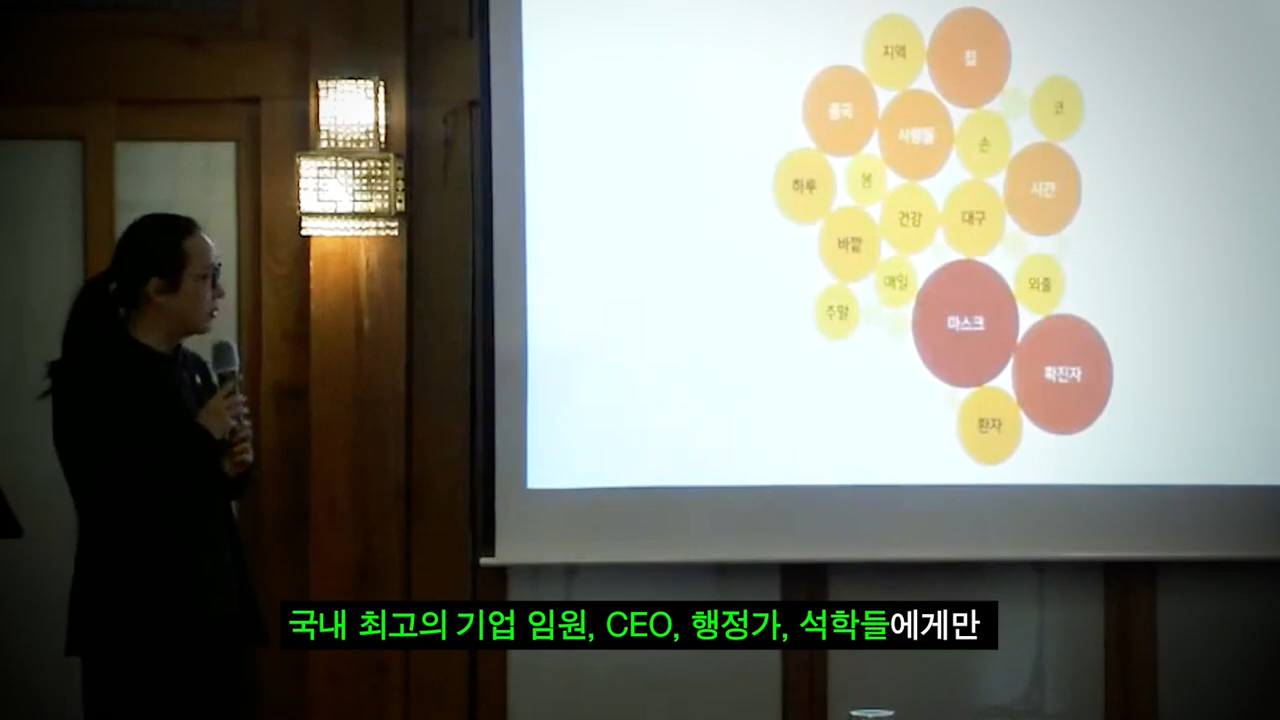 지역
집
중국
사람들
코
손
하루
봄
시간
건강
대구
바깥
매일
외출
주말
마스크
확진자
환자
국내 최고의 기업 임원, CEO, 행정가, 석학들에게만